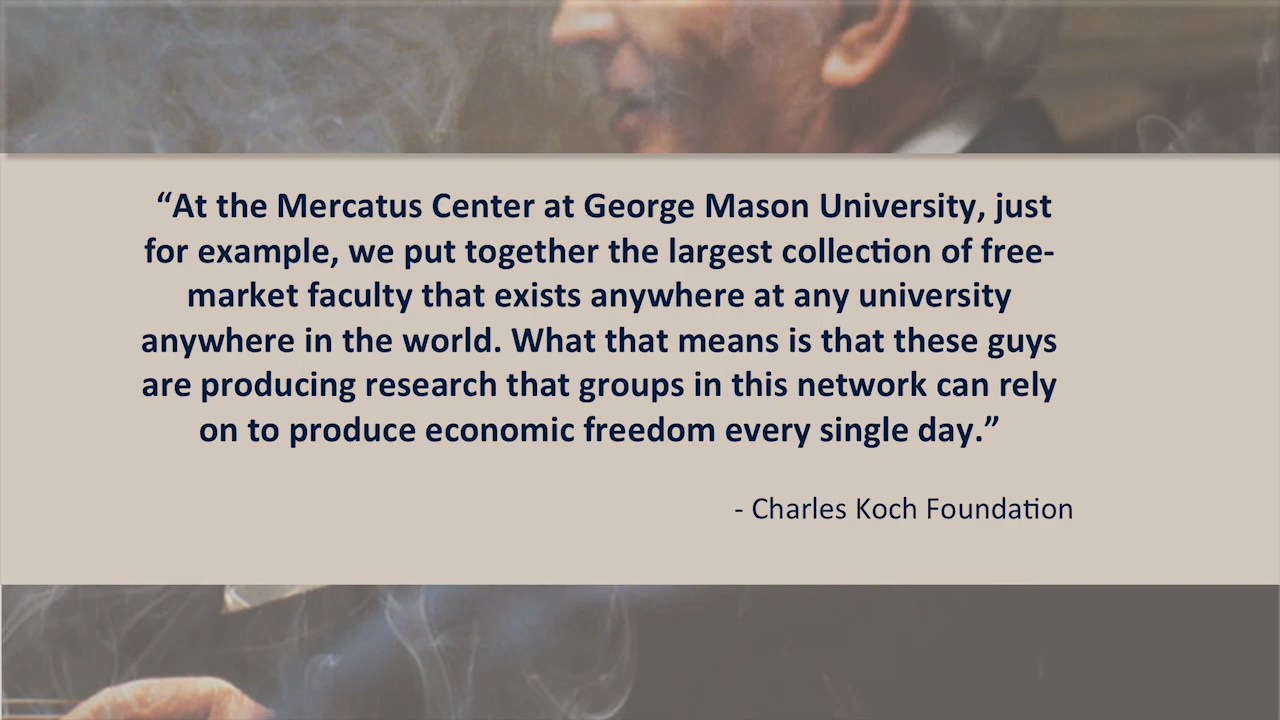 “At the Mercatus Center at George Mason University, just
for example, we put together the largest collection of free-
market faculty that exists anywhere at any university
anywhere in the world. What that means is that these guys
are producing research that groups in this network can rely
on to produce economic freedom every single day.”
- Charles Koch Foundation